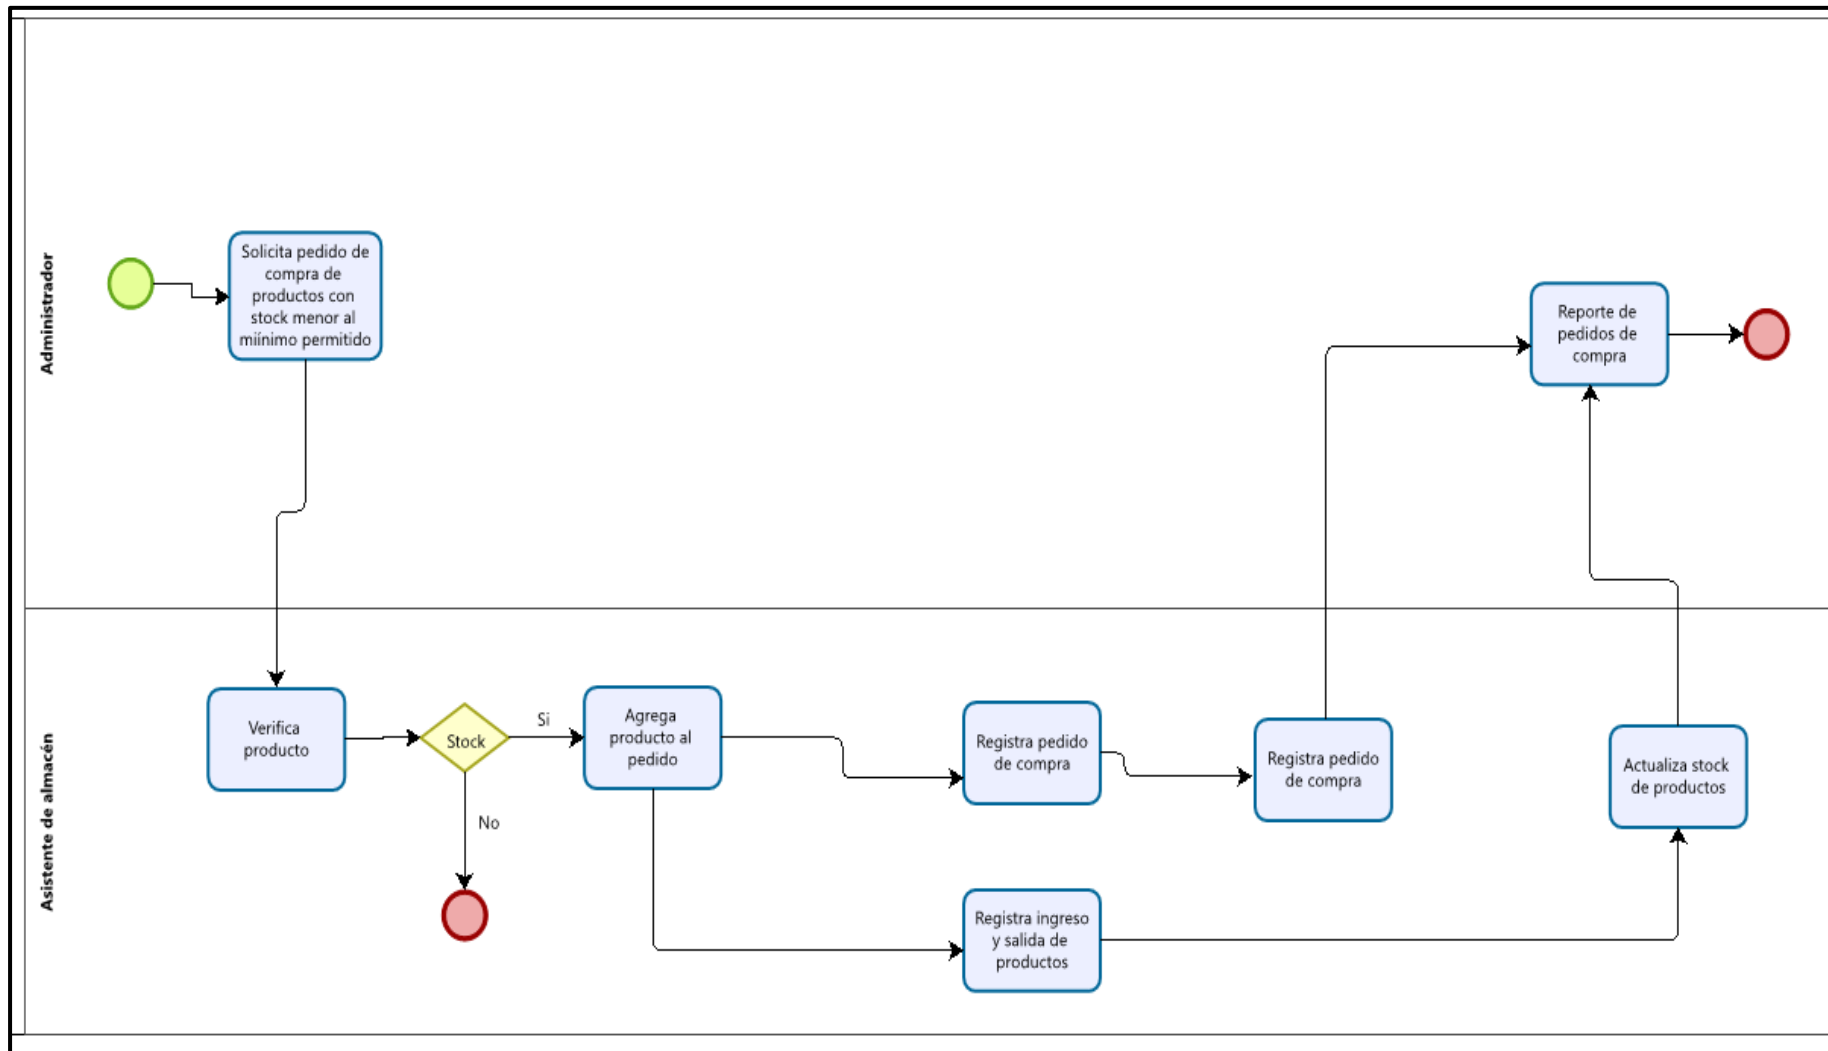 Administrador
Solicita pedido de
compra de
productos con
stock menor al
miínimo permitido
Reporte de
pedidos de
compra
Asistente de almacén
Verifica
producto
Stock
Si
No
Agrega
producto al
pedido
Registra pedido
de compra
Registra pedido
de compra
Actualiza stock
de productos
Registra ingreso
y salida de
productos